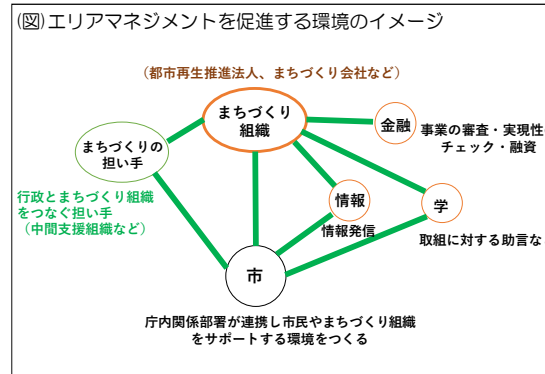 (図)エリアマネジメントを促進する環境のイメージ
（都市再生推進法人、まちづくり会社など）
まちづくり
組織
金融
事業の審査・実現性
チェック・融資
まちづくりの
担い手
行政とまちづくり組織
をつなぐ担い手
（中間支援組織など）
情報
情報発信
学
取組に対する助言な
市
庁内関係部署が連携し市民やまちづくり組織
をサポートする環境をつくる